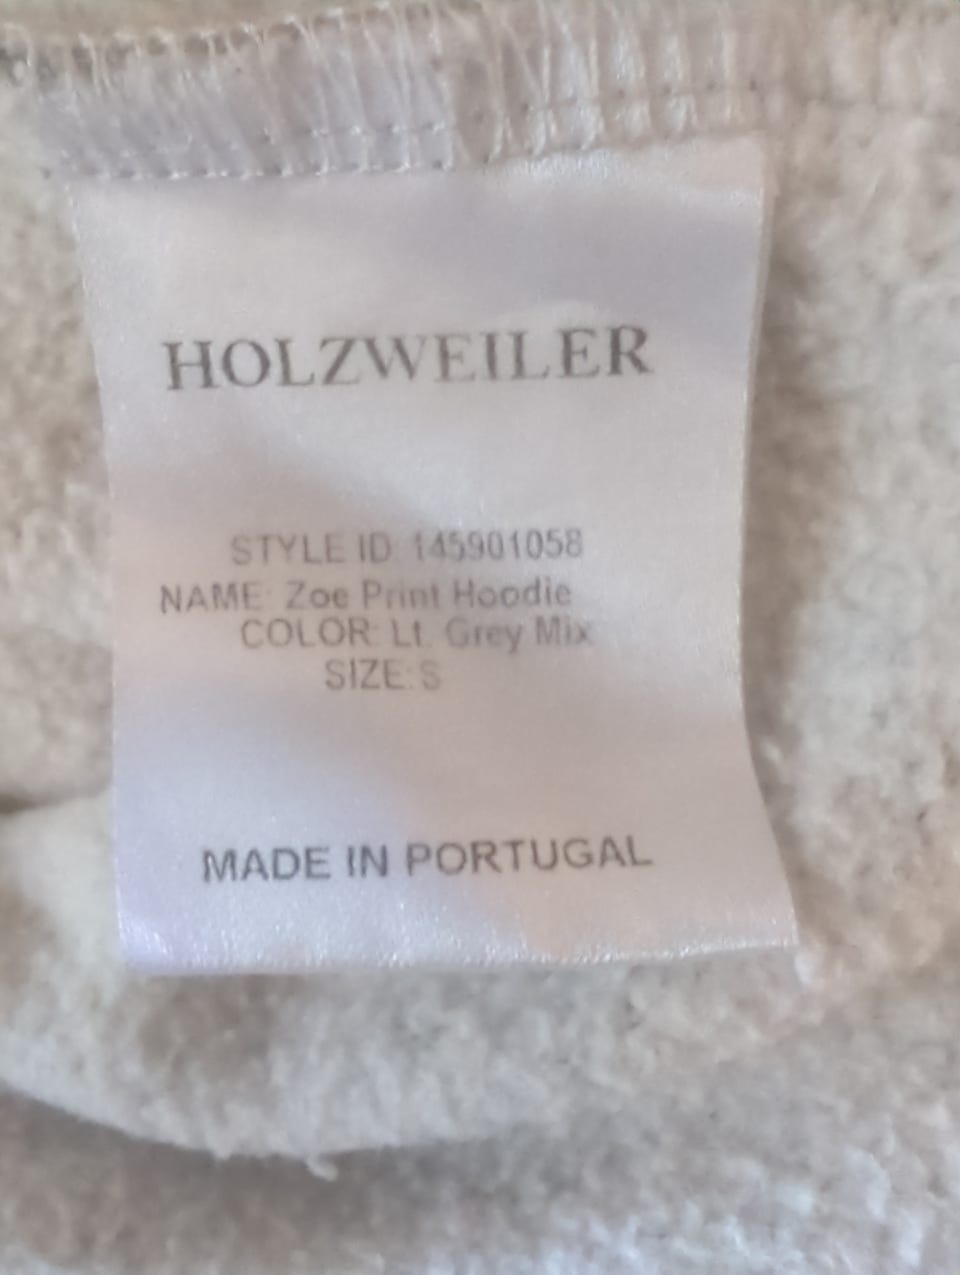 HOLZWEILER
STYLE ID: 145901058
NAME: Zoe Print Hoodie
COLOR: Lt. Grey Mix
SIZE: S
MADE IN PORTUGAL